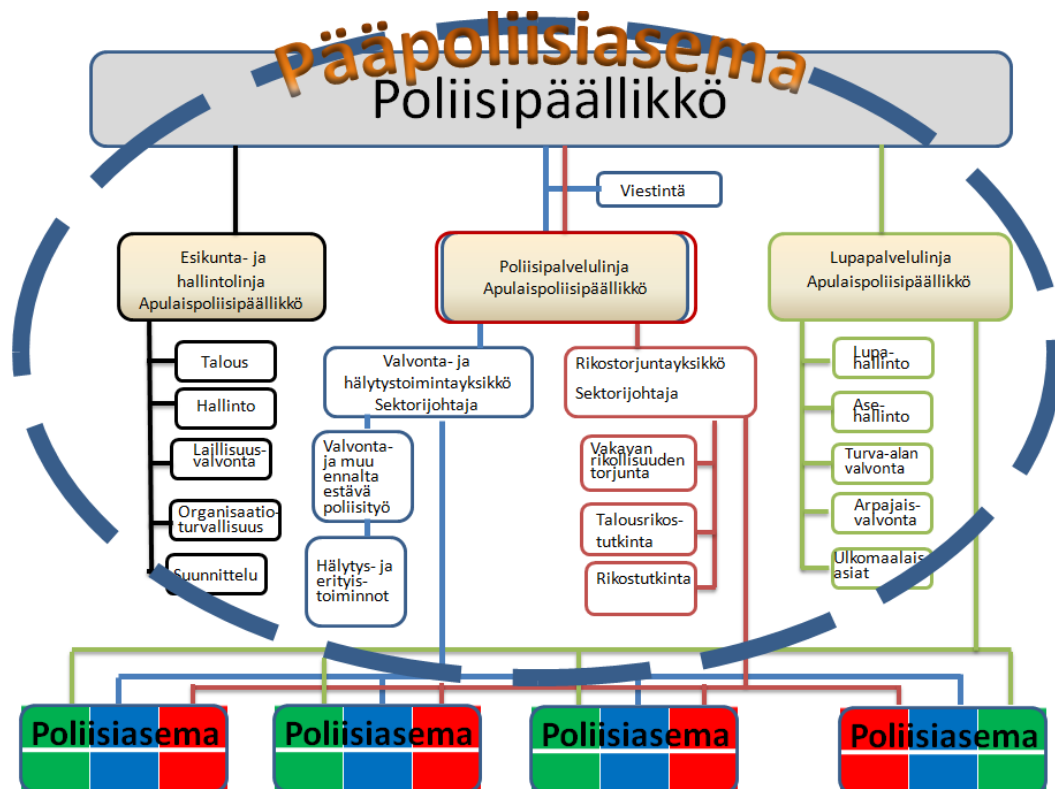 Pääpoliisiasema
Poliisipäällikkö
Viestintä
Esikunta- ja
hallintolinja
Apulaispoliisipäällikkö
Poliisipalvelulinja
Apulaispoliisipäällikkö
Lupapalvelulinja
Apulaispoliisipäällikkö
Talous
Hallinto
Laillisuus-
valvonta
Organisaatio-
turvallisuus
Suunnittelu
Valvonta- ja
hälytystoimintayksikkö
Sektorijohtaja
Valvonta-
ja muu
ennalta
estävä
poliisityö
Hälytys- ja
erityis-
toiminnot
Rikostorjuntayksikkö
Sektorijohtaja
Vakavan
rikollisuuden
torjunta
Talousrikos-
tutkinta
Rikostutkinta
Lupa-
hallinto
Ase-
hallinto
Turva-alan
valvonta
Arpajais-
valvonta
Ulkomaalais
asiat
Poliisiasema
Poliisiasema
Poliisiasema
Poliisiasema